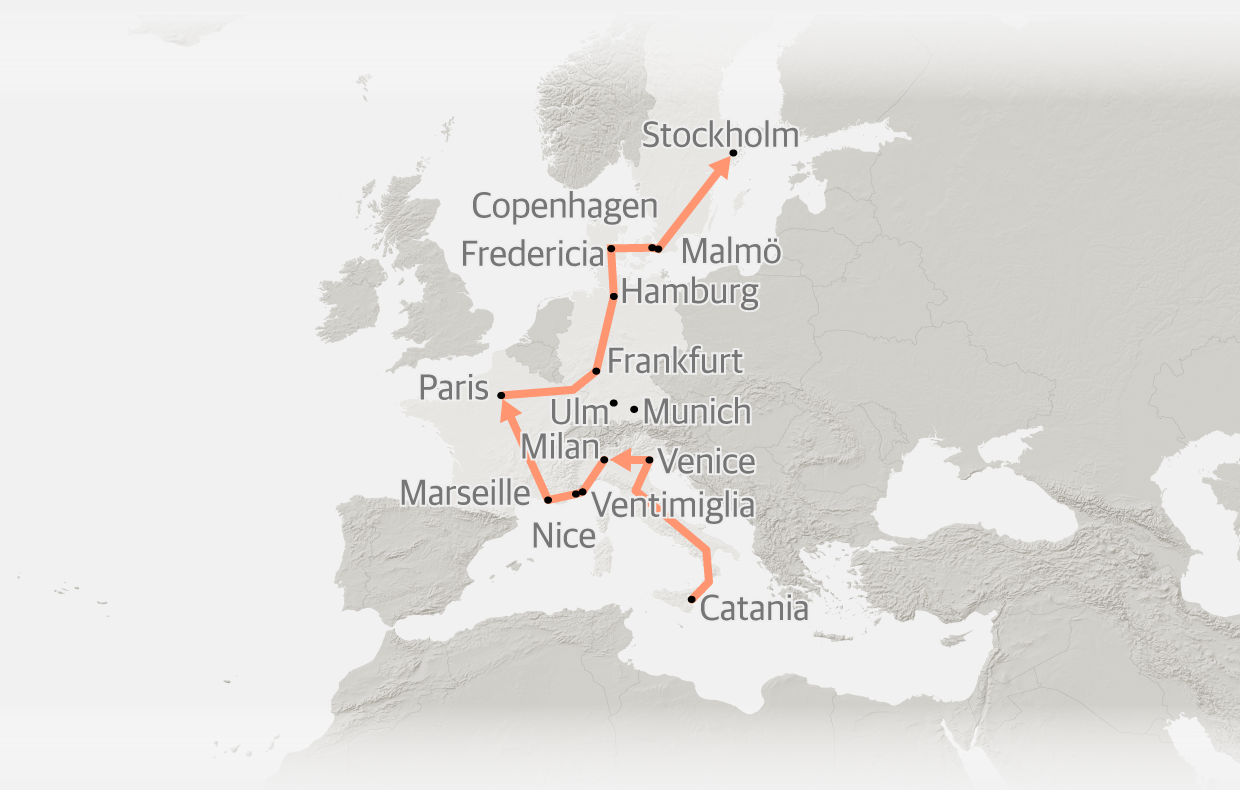 Stockholm
Copenhagen
Fredericia
Malmö
Hamburg
Frankfurt
Paris
Ulm
Munich
Milan
Venice
Marseille
Ventimiglia
Nice
Catania